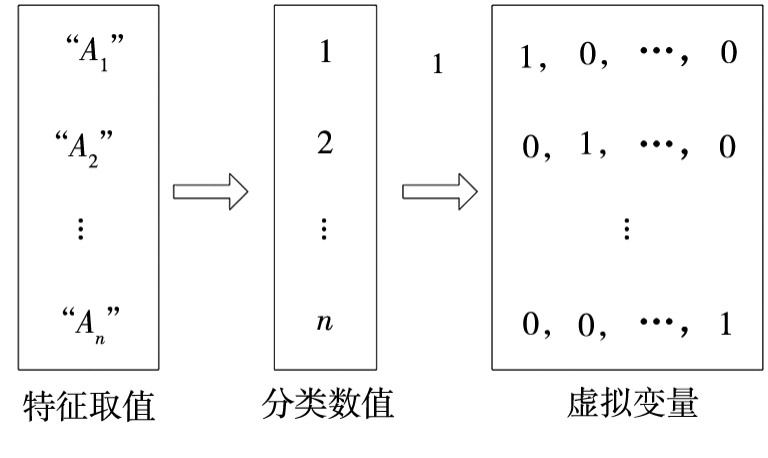 “A₁” 1 1 1, 0, …, 0
“A₂” 2 0, 1, …, 0
⋮ ⋮ ⋮
“Aₙ” n 0, 0, …, 1
特征取值 分类数值 虚拟变量